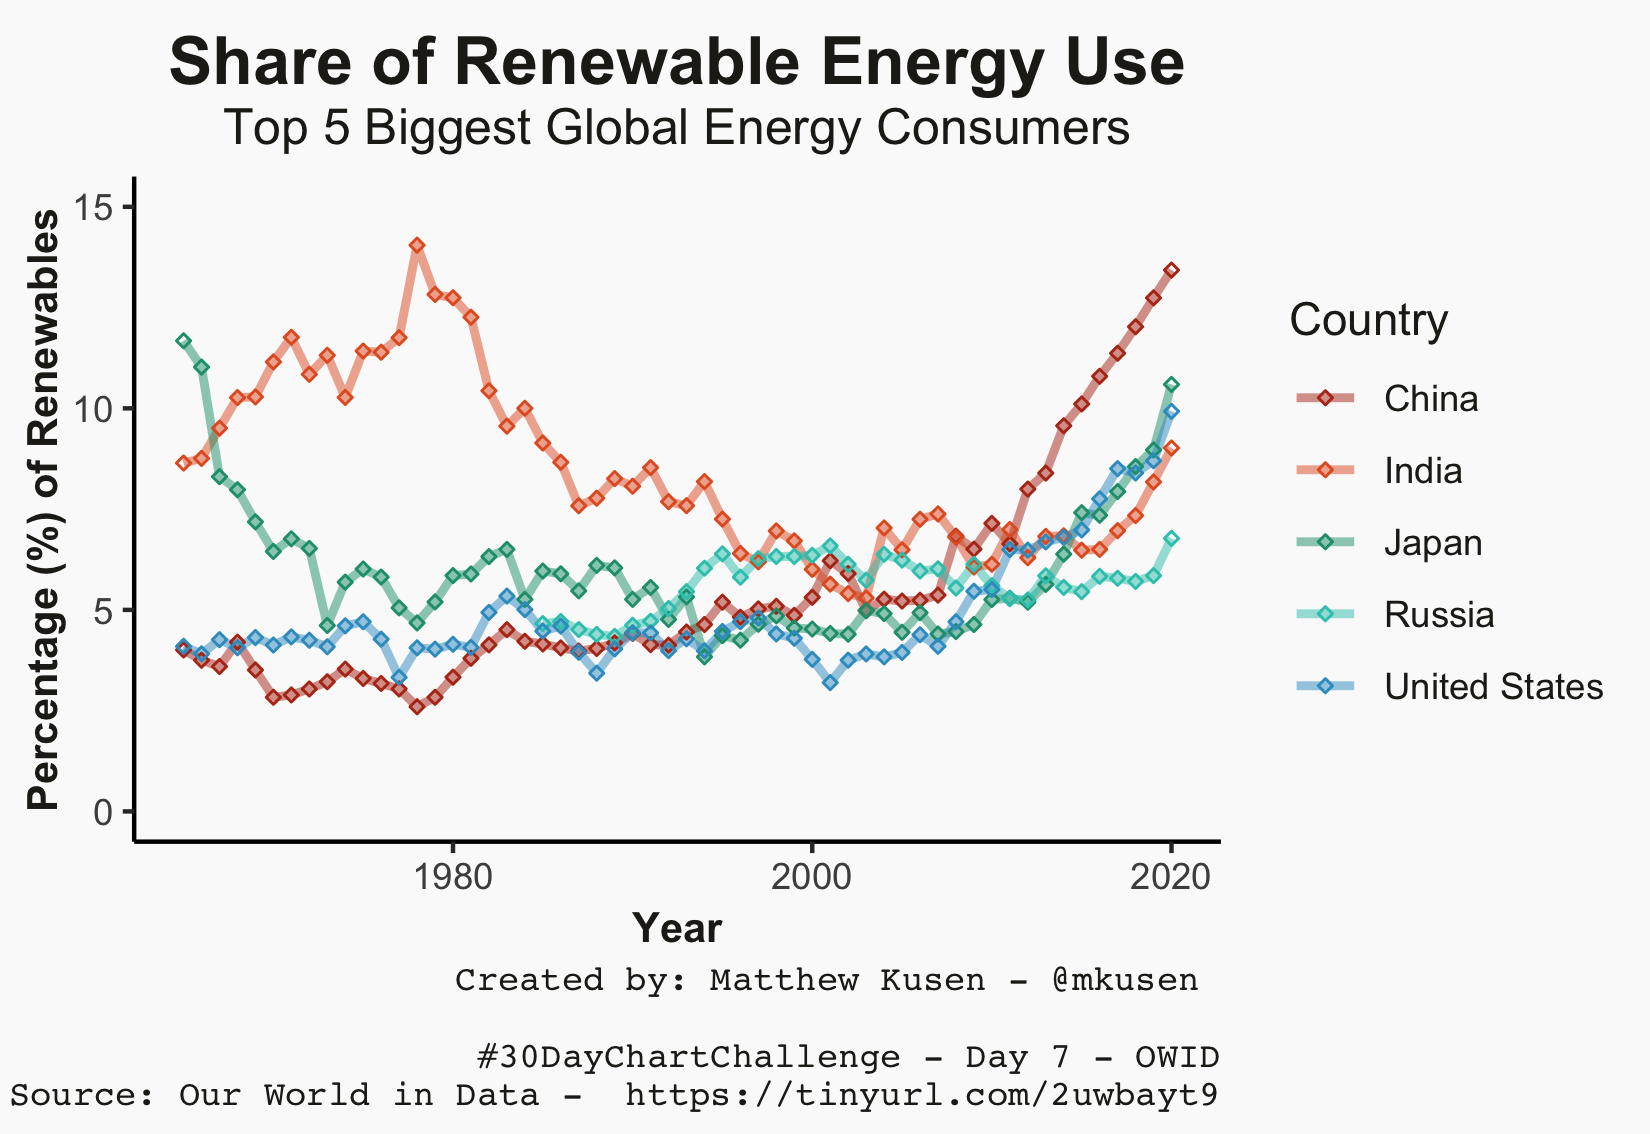 Share of Renewable Energy Use
Top 5 Biggest Global Energy Consumers
Percentage (%) of Renewables
15
10
5
0
1980
2000
2020
Year
Country
China
India
Japan
Russia
United States
Created by: Matthew Kusen - @mkusen
#30DayChartChallenge - Day 7 - OWID
Source: Our World in Data - https://tinyurl.com/2uwbayt9